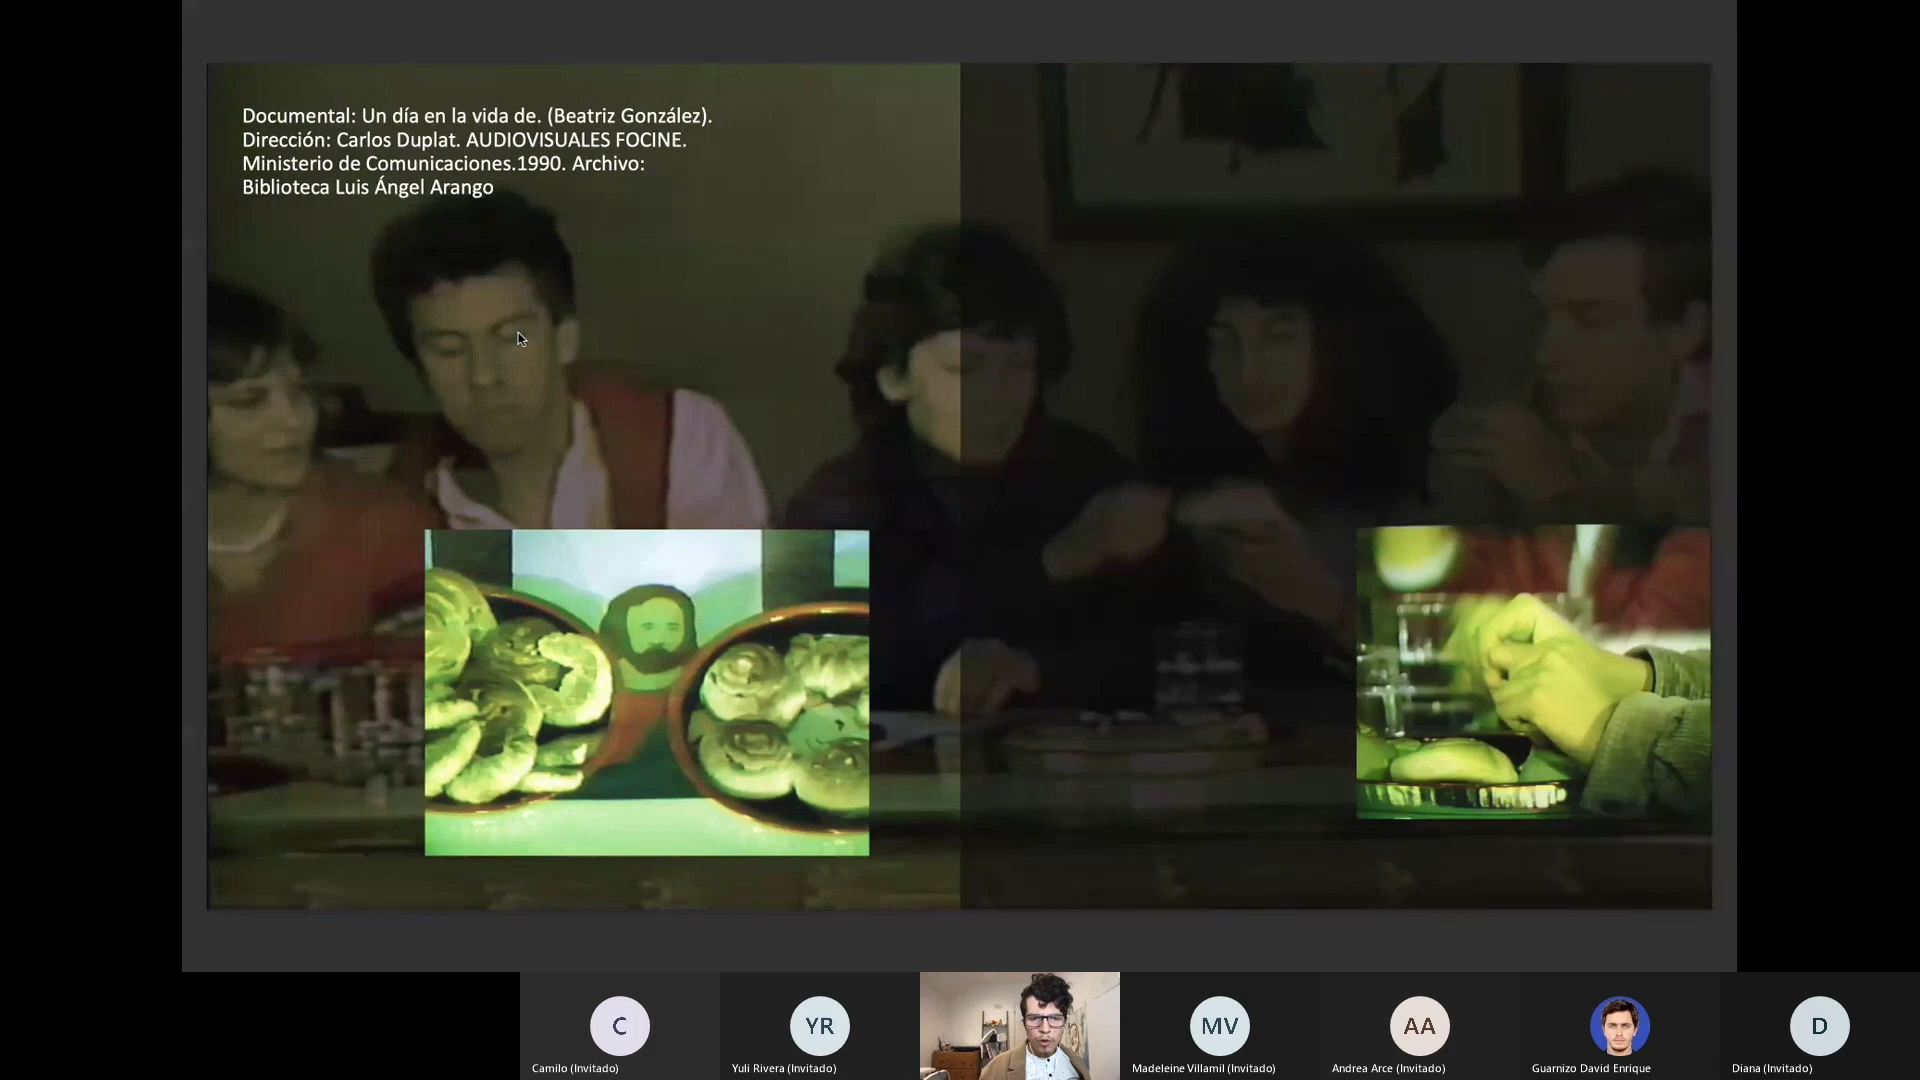 Documental: Un día en la vida de. (Beatriz González).
Dirección: Carlos Duplat. AUDIOVISUALES FOCINE.
Ministerio de Comunicaciones.1990. Archivo:
Biblioteca Luis Ángel Arango
C
YR
MV
AA
D
Camilo (Invitado)
Yuli Rivera (Invitado)
Madeleine Villamil (Invitado)
Andrea Arce (Invitado)
Guarnizo David Enrique
Diana (Invitado)